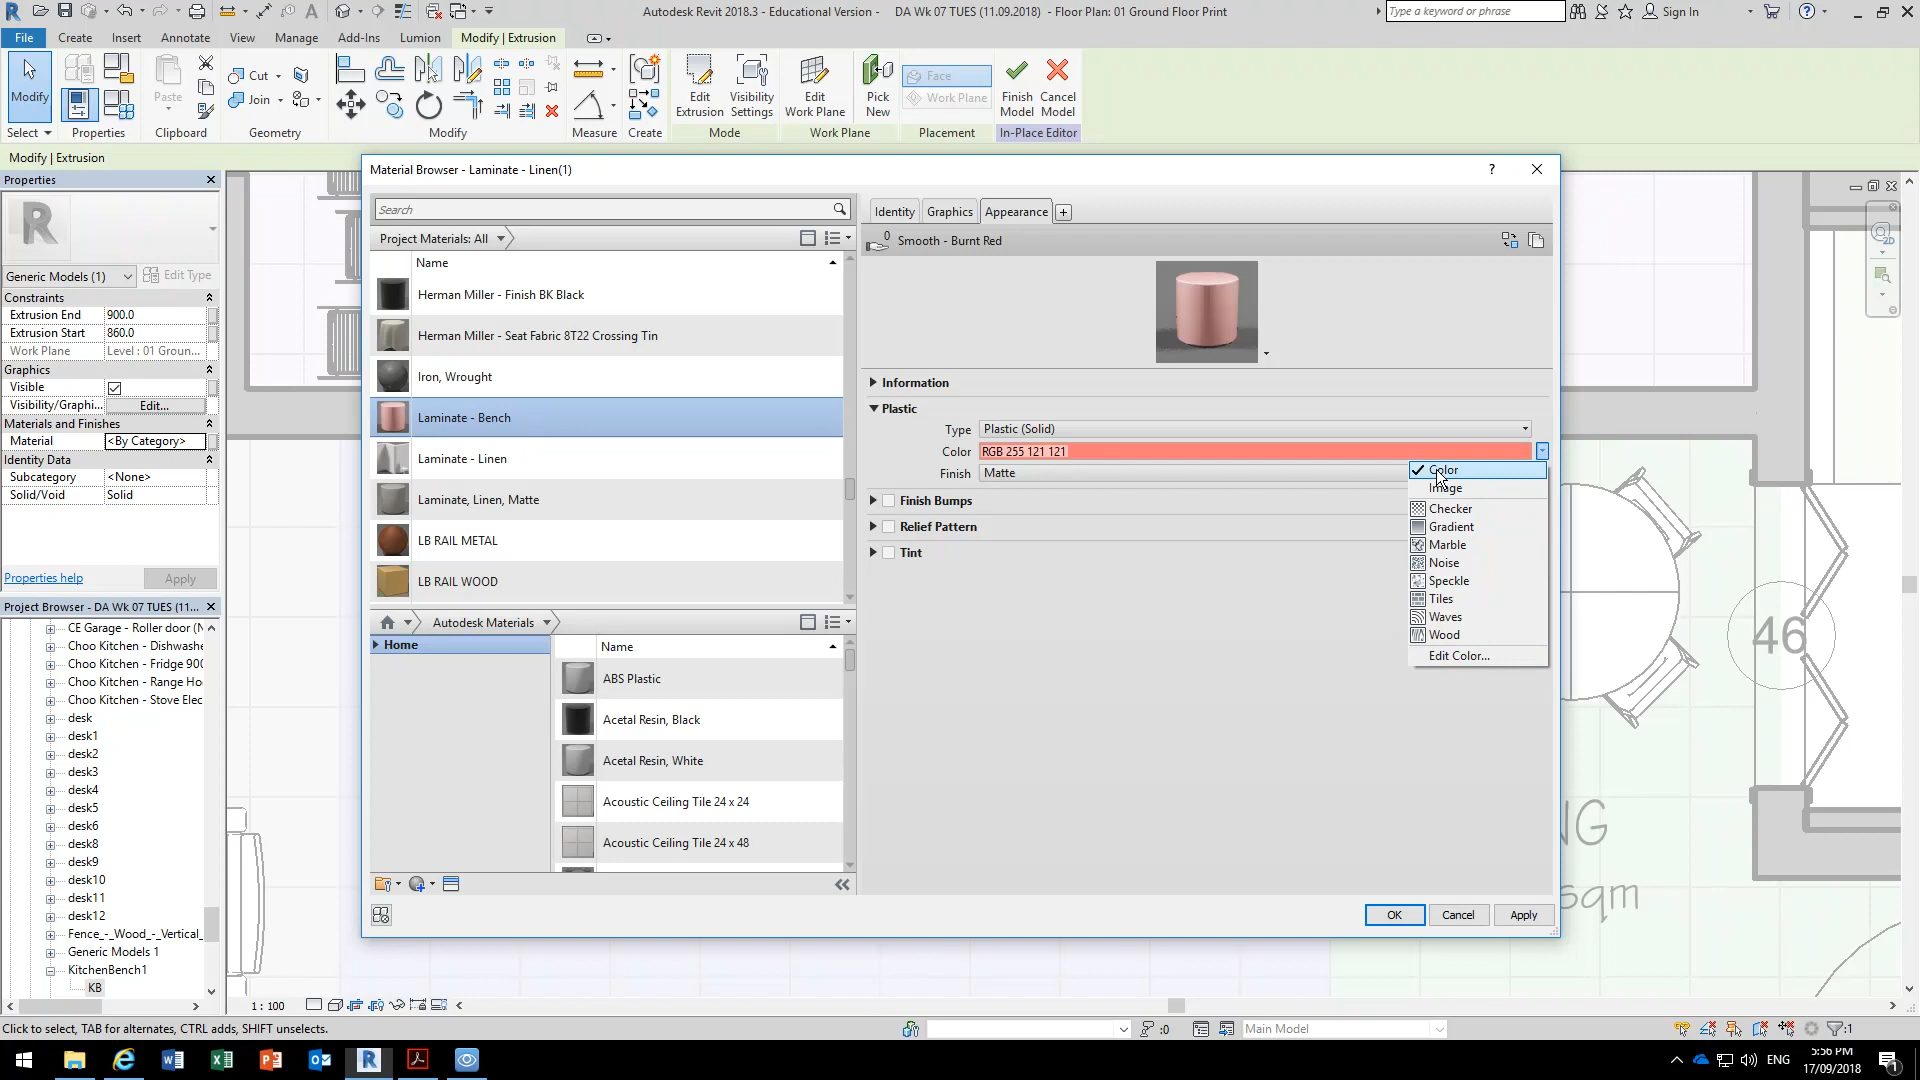 Autodesk Revit 2018.3 - Educational Version - DA Wk 07 TUES (11.09.2018) - Floor Plan: 01 Ground Floor Print
Type a keyword or phrase
Sign In
File Create Insert Annotate View Manage Add-Ins Lumion Modify | Extrusion
Modify
Paste
Cut
Join
Edit Extrusion
Visibility Settings
Edit Work Plane
Pick New
Face
Work Plane
Finish Model
Cancel Model
Select Properties Clipboard Geometry Modify Measure Create Mode Work Plane Placement In-Place Editor
Modify | Extrusion
Properties
Generic Models (1)
Edit Type
Constraints
Extrusion End 900.0
Extrusion Start 860.0
Work Plane Level : 01 Groun...
Graphics
Visible
Visibility/Graphi... Edit...
Materials and Finishes
Material <By Category>
Identity Data
Subcategory <None>
Solid/Void Solid
Properties help
Apply
Project Browser - DA Wk 07 TUES (11...
CE Garage - Roller door (N
Choo Kitchen - Dishwashe
Choo Kitchen - Fridge 900
Choo Kitchen - Range Ho
Choo Kitchen - Stove Elec
desk
desk1
desk2
desk3
desk4
desk5
desk6
desk8
desk9
desk10
desk11
desk12
Fence_-_Wood_-_Vertical_
Generic Models 1
KitchenBench1
KB
Material Browser - Laminate - Linen(1)
?
Search
Project Materials: All
Name
Herman Miller - Finish BK Black
Herman Miller - Seat Fabric 8T22 Crossing Tin
Iron, Wrought
Laminate - Bench
Laminate - Linen
Laminate, Linen, Matte
LB RAIL METAL
LB RAIL WOOD
Autodesk Materials
Home
Name
ABS Plastic
Acetal Resin, Black
Acetal Resin, White
Acoustic Ceiling Tile 24 x 24
Acoustic Ceiling Tile 24 x 48
Identity Graphics Appearance +
0 Smooth - Burnt Red
Information
Plastic
Type Plastic (Solid)
Color RGB 255 121 121
Finish Matte
Finish Bumps
Relief Pattern
Tint
Color
Image
Checker
Gradient
Marble
Noise
Speckle
Tiles
Waves
Wood
Edit Color...
OK Cancel Apply
2D
46
NG
sqm
1 : 100
Click to select, TAB for alternates, CTRL adds, SHIFT unselects.
:0
Main Model
:1
ENG
5:56 PM
17/09/2018
1